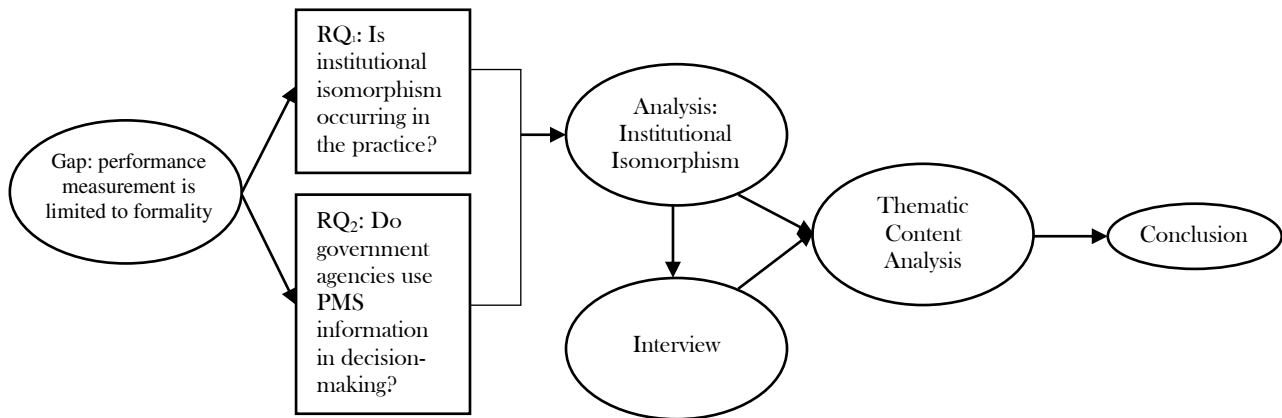 Gap: performance
measurement is
limited to formality
RQ₁: Is
institutional
isomorphism
occurring in
the practice?
RQ₂: Do
government
agencies use
PMS
information
in decision-
making?
Analysis:
Institutional
Isomorphism
Interview
Thematic
Content
Analysis
Conclusion